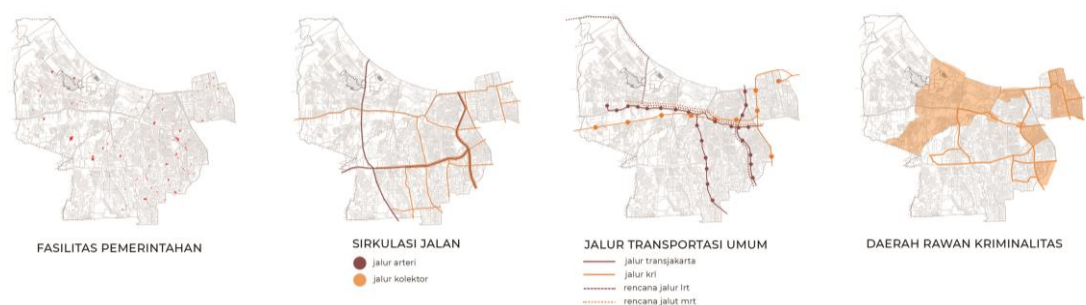 FASILITAS PEMERINTAHAN
SIRKULASI JALAN
jalur arteri
jalur kolektor
JALUR TRANSPORTASI UMUM
jalur transjakarta
jalur krl
rencana jalur lrt
rencana jalut mrt
DAERAH RAWAN KRIMINALITAS